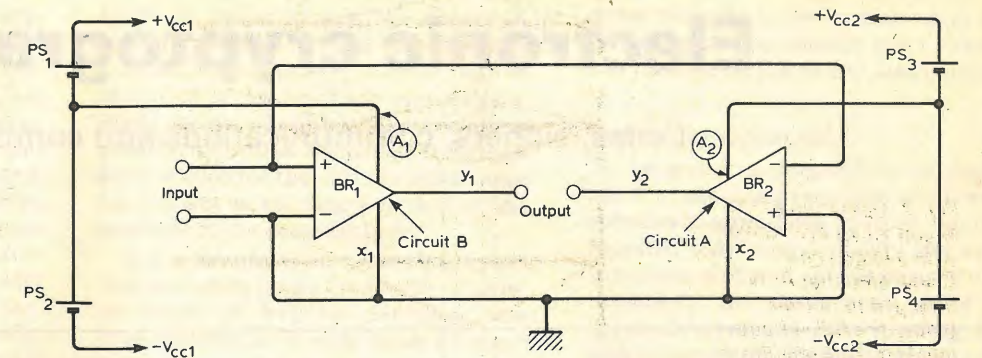 Electronic cryptogra
+Vcc1
+Vcc2
PS1
PS3
A1
A2
+
BR1
−
−
BR2
+
Input
y1
Output
y2
Circuit B
Circuit A
x1
x2
PS2
PS4
−Vcc1
−Vcc2